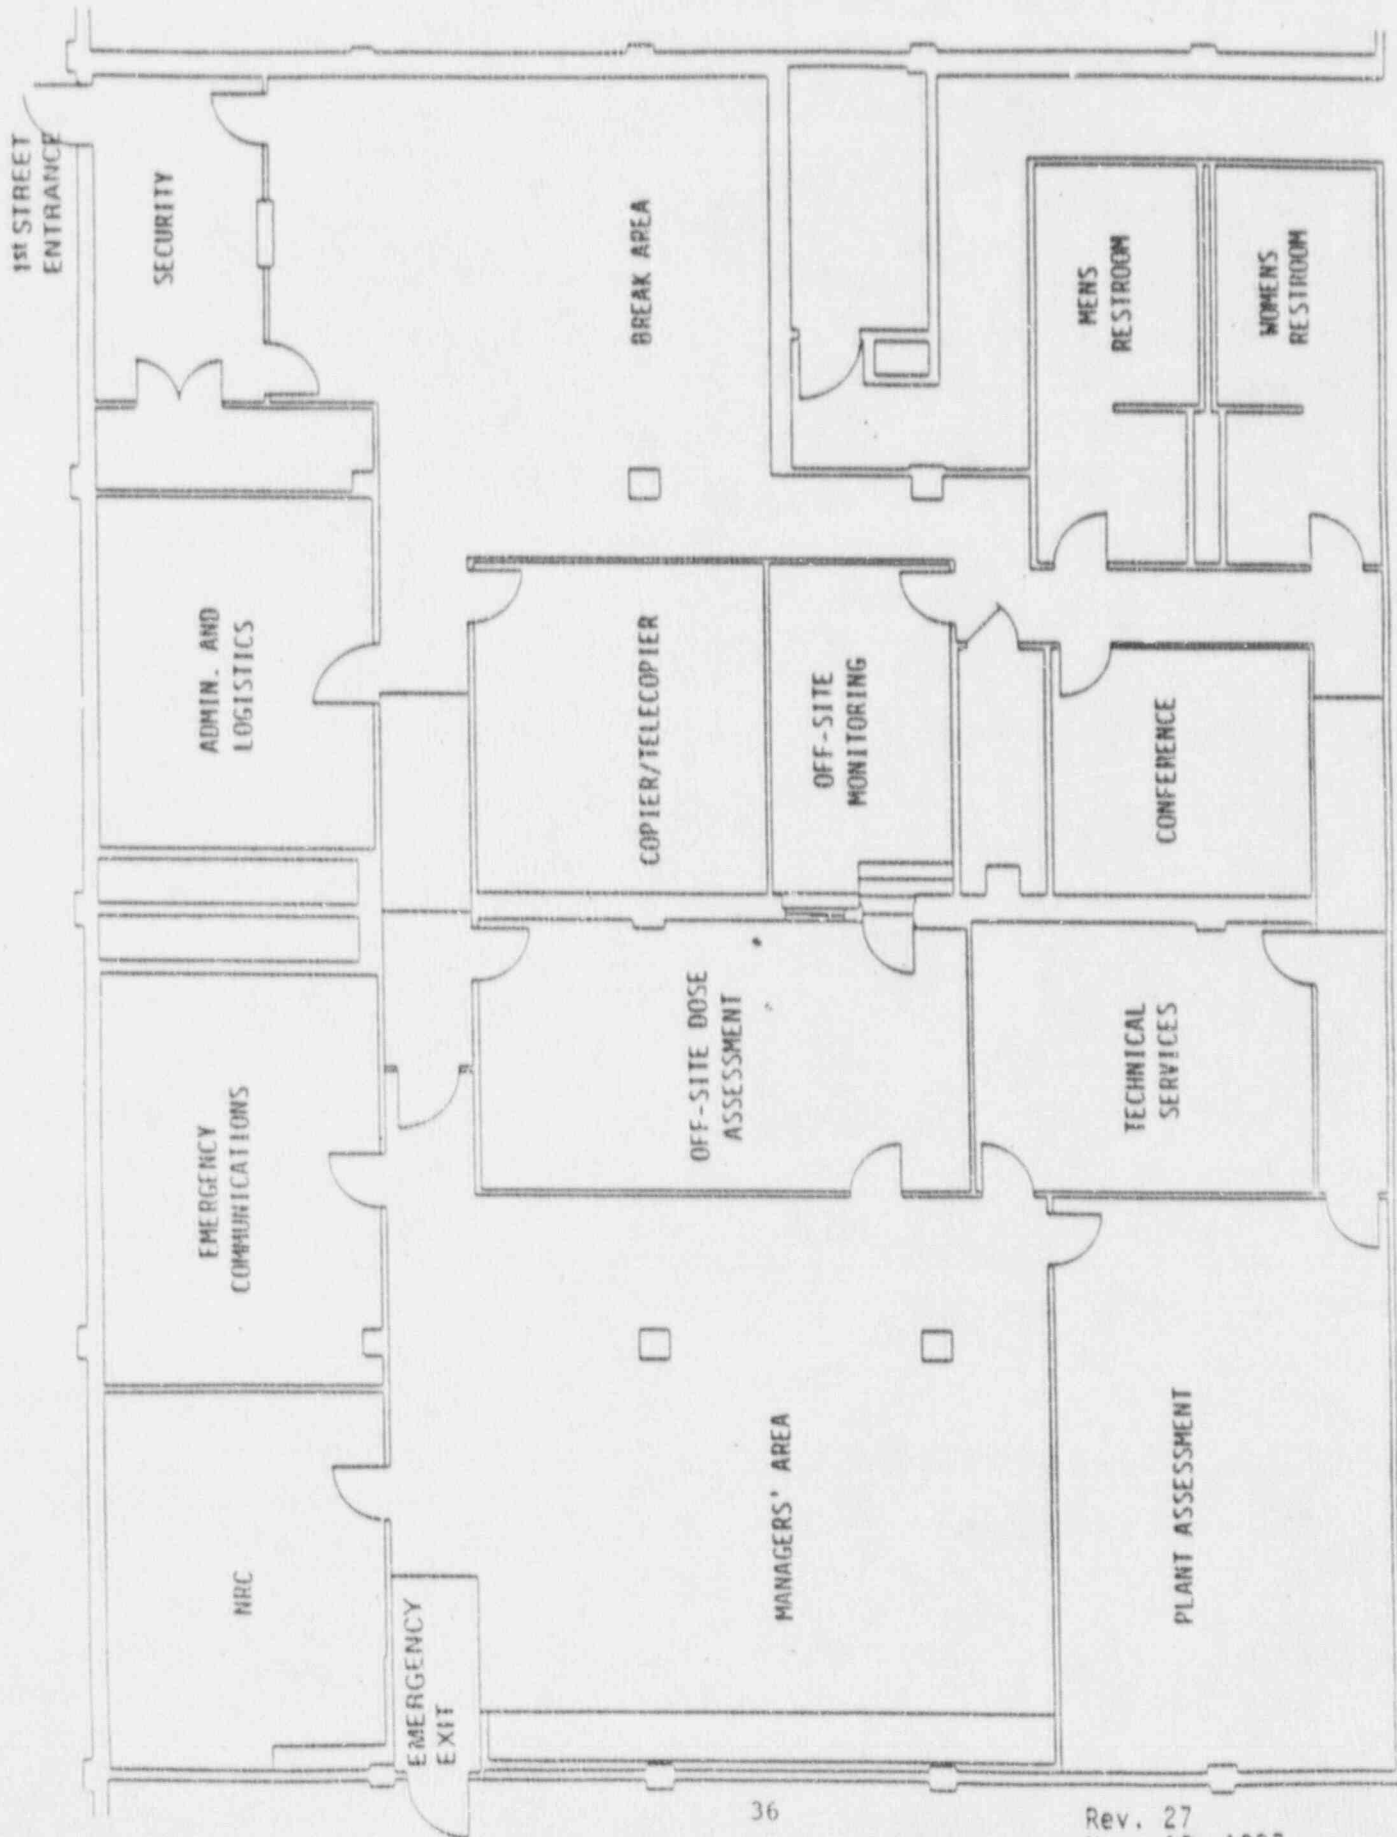 1st STREET
ENTRANCE
SECURITY
BREAK AREA
MENS
RESTROOM
WOMENS
RESTROOM
ADMIN. AND
LOGISTICS
COPIER/TELECOPIER
OFF-SITE
MONITORING
CONFERENCE
EMERGENCY
COMMUNICATIONS
OFF-SITE DOSE
ASSESSMENT
TECHNICAL
SERVICES
NRC
EMERGENCY
EXIT
MANAGERS' AREA
PLANT ASSESSMENT
36
Rev. 27